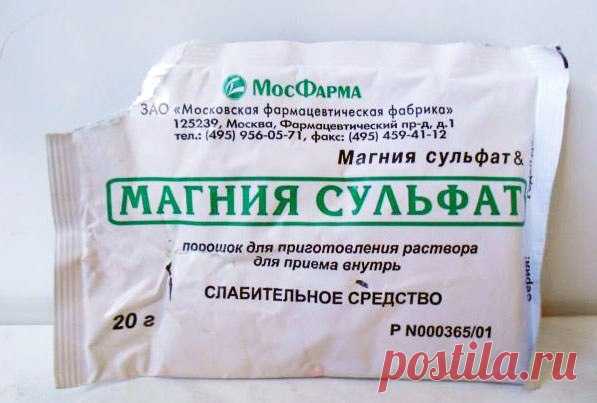 МосФарма
ЗАО «Московская фармацевтическая фабрика»
125239, Москва, Фармацевтический пр-д, д.1
тел.: (495) 956-05-71, факс: (495) 459-41-12
Магния сульфат&
МАГНИЯ СУЛЬФАТ
порошок для приготовления раствора
для приема внутрь
СЛАБИТЕЛЬНОЕ СРЕДСТВО
20 г
Р N000365/01
Серия:
postila.ru